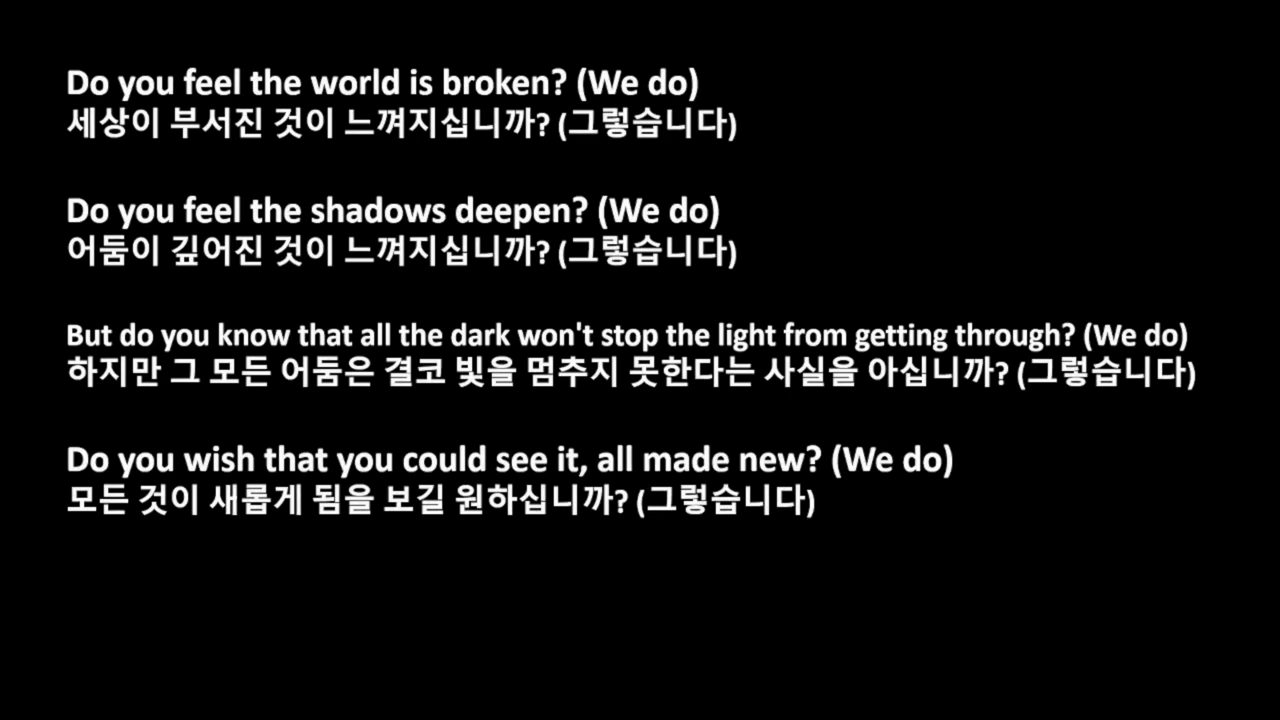 Do you feel the world is broken? (We do)
세상이 부서진 것이 느껴지십니까? (그렇습니다)
Do you feel the shadows deepen? (We do)
어둠이 깊어진 것이 느껴지십니까? (그렇습니다)
But do you know that all the dark won't stop the light from getting through? (We do)
하지만 그 모든 어둠은 결코 빛을 멈추지 못한다는 사실을 아십니까? (그렇습니다)
Do you wish that you could see it, all made new? (We do)
모든 것이 새롭게 됨을 보길 원하십니까? (그렇습니다)